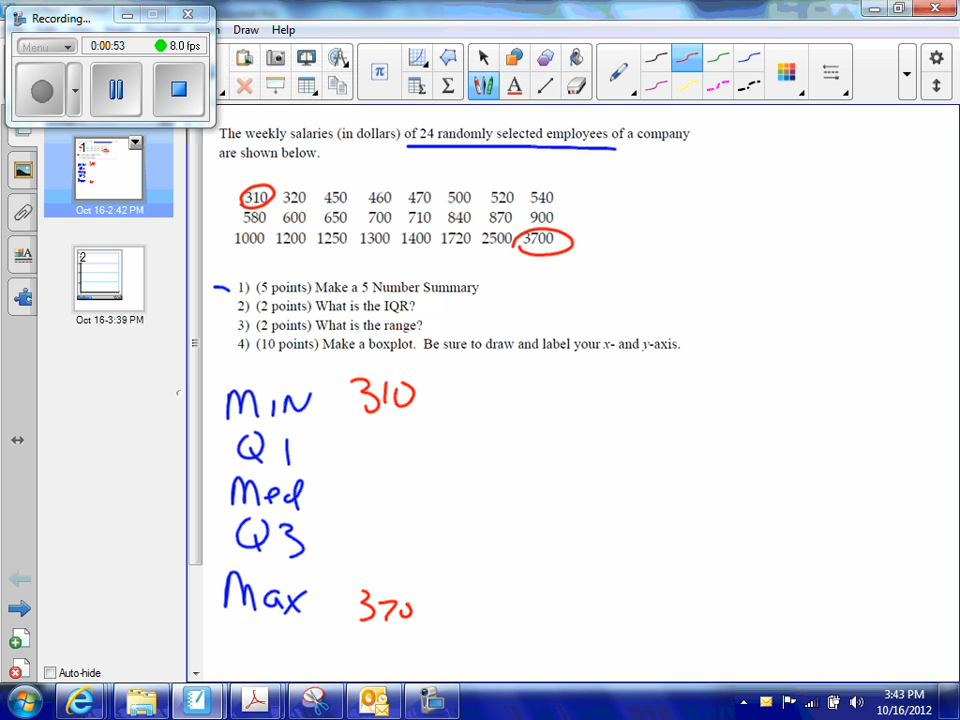 Recording...
Menu
0:00:53
8.0 fps
Draw
Help
The weekly salaries (in dollars) of 24 randomly selected employees of a company
are shown below.
310 320 450 460 470 500 520 540
580 600 650 700 710 840 870 900
1000 1200 1250 1300 1400 1720 2500 3700
1) (5 points) Make a 5 Number Summary
2) (2 points) What is the IQR?
3) (2 points) What is the range?
4) (10 points) Make a boxplot. Be sure to draw and label your x- and y-axis.
MIN 310
Q1
Med
Q3
Max 370
Oct 16-2:42 PM
2
Oct 16-3:39 PM
Auto-hide
3:43 PM
10/16/2012